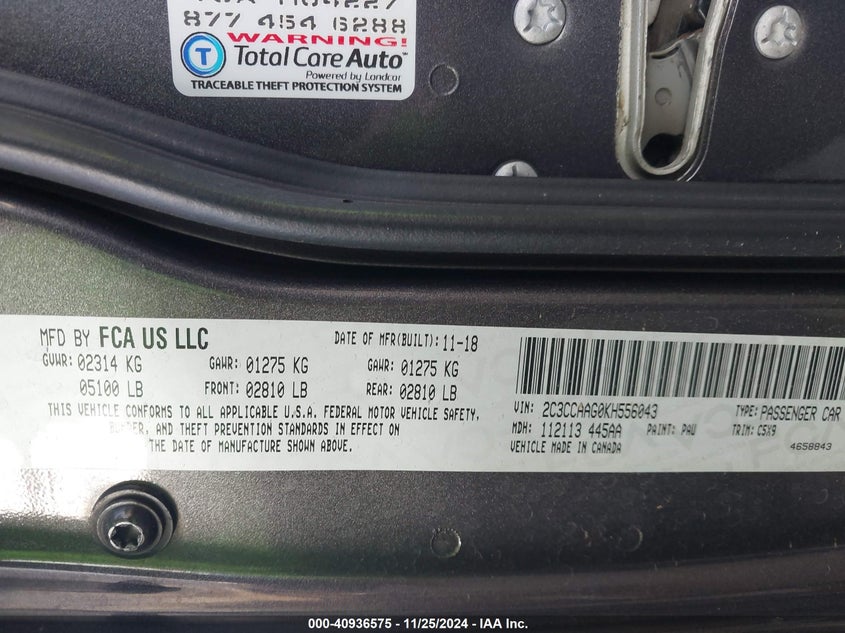 877 454 6288
WARNING!
T Total Care Auto
Powered by Landcar
TRACEABLE THEFT PROTECTION SYSTEM
MFD BY FCA US LLC
DATE OF MFR(BUILT): 11-18
GVWR: 02314 KG GAWR: 01275 KG GAWR: 01275 KG
05100 LB FRONT: 02810 LB REAR: 02810 LB
THIS VEHICLE CONFORMS TO ALL APPLICABLE U.S.A. FEDERAL MOTOR VEHICLE SAFETY,
BUMPER, AND THEFT PREVENTION STANDARDS IN EFFECT ON
THE DATE OF MANUFACTURE SHOWN ABOVE.
VIN: 2C3CCAAG0KH556043 TYPE: PASSENGER CAR
MDH: 112113 445AA PAINT: PAU TRIM: C5X9
VEHICLE MADE IN CANADA 4658843
000-40936575 - 11/25/2024 - IAA Inc.